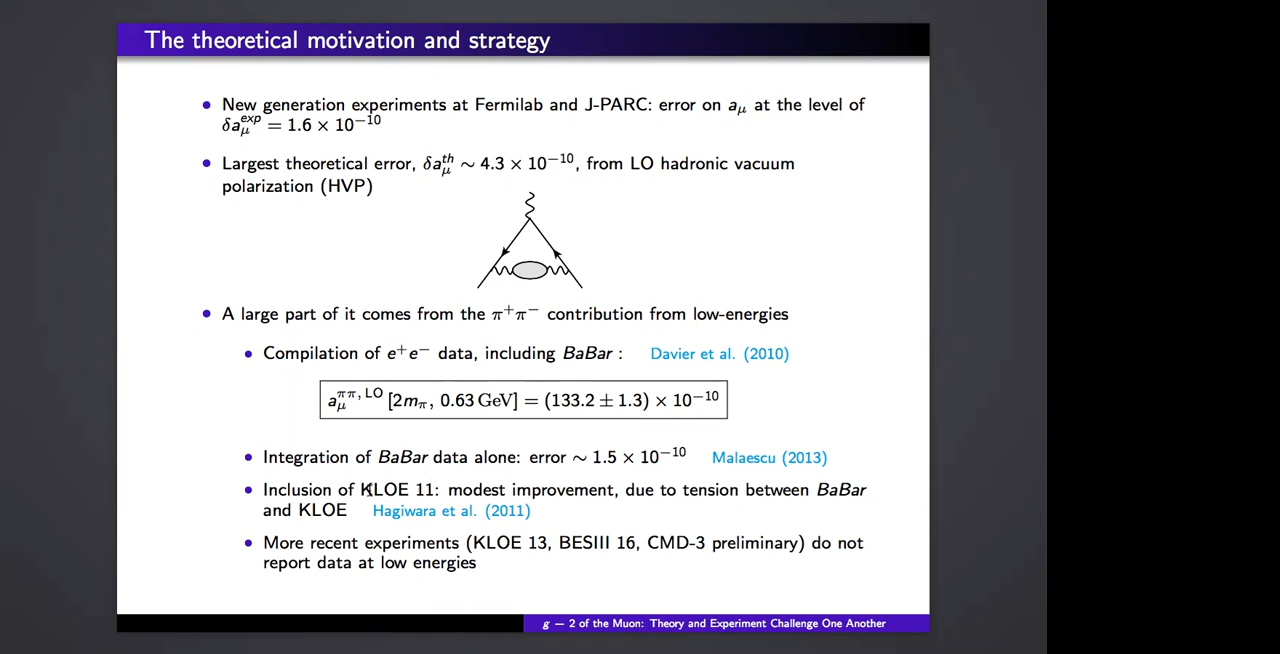 The theoretical motivation and strategy
• New generation experiments at Fermilab and J-PARC: error on aμ at the level of
δaμ^exp = 1.6 × 10⁻¹⁰
• Largest theoretical error, δaμ^th ∼ 4.3 × 10⁻¹⁰, from LO hadronic vacuum
polarization (HVP)
• A large part of it comes from the π⁺π⁻ contribution from low-energies
• Compilation of e⁺e⁻ data, including BaBar : Davier et al. (2010)
aμ^ππ, LO [2mπ, 0.63 GeV] = (133.2 ± 1.3) × 10⁻¹⁰
• Integration of BaBar data alone: error ∼ 1.5 × 10⁻¹⁰ Malaescu (2013)
• Inclusion of KLOE 11: modest improvement, due to tension between BaBar
and KLOE Hagiwara et al. (2011)
• More recent experiments (KLOE 13, BESIII 16, CMD-3 preliminary) do not
report data at low energies
g — 2 of the Muon: Theory and Experiment Challenge One Another